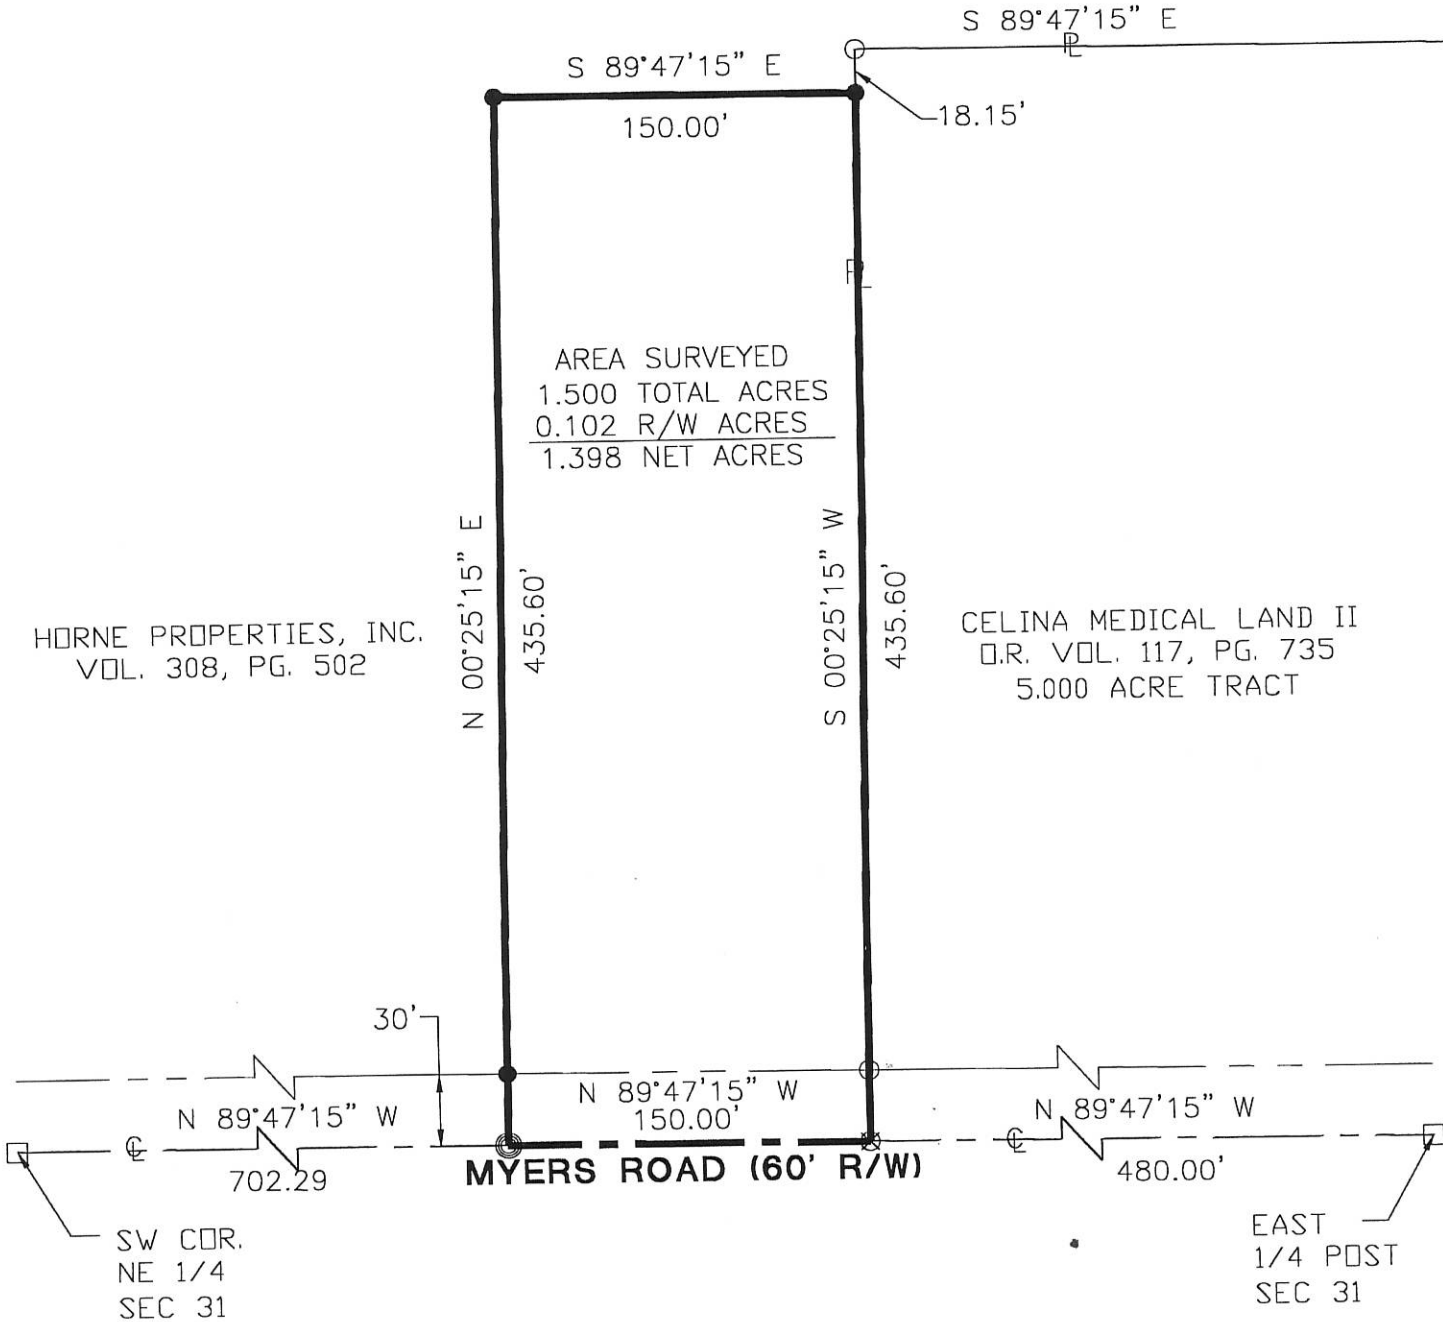 S 89°47'15" E
P̲L
S 89°47'15" E
150.00'
18.15'
PL
AREA SURVEYED
1.500 TOTAL ACRES
0.102 R/W ACRES
1.398 NET ACRES
N 00°25'15" E
435.60'
S 00°25'15" W
435.60'
HORNE PROPERTIES, INC.
VOL. 308, PG. 502
CELINA MEDICAL LAND II
O.R. VOL. 117, PG. 735
5.000 ACRE TRACT
30'
N 89°47'15" W
150.00'
N 89°47'15" W
CL
702.29
N 89°47'15" W
CL
480.00'
MYERS ROAD (60' R/W)
SW COR.
NE 1/4
SEC 31
EAST
1/4 POST
SEC 31